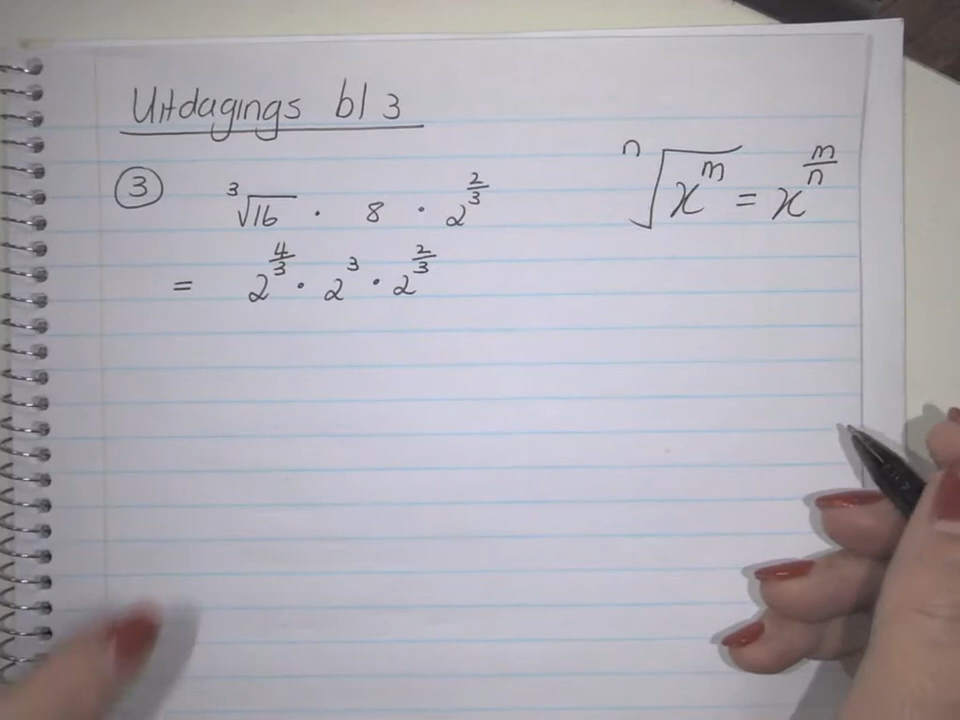 Uitdagings bl 3
③ ∛16 · 8 · 2^(2/3)
= 2^(4/3) · 2^3 · 2^(2/3)
ⁿ√(x^m) = x^(m/n)